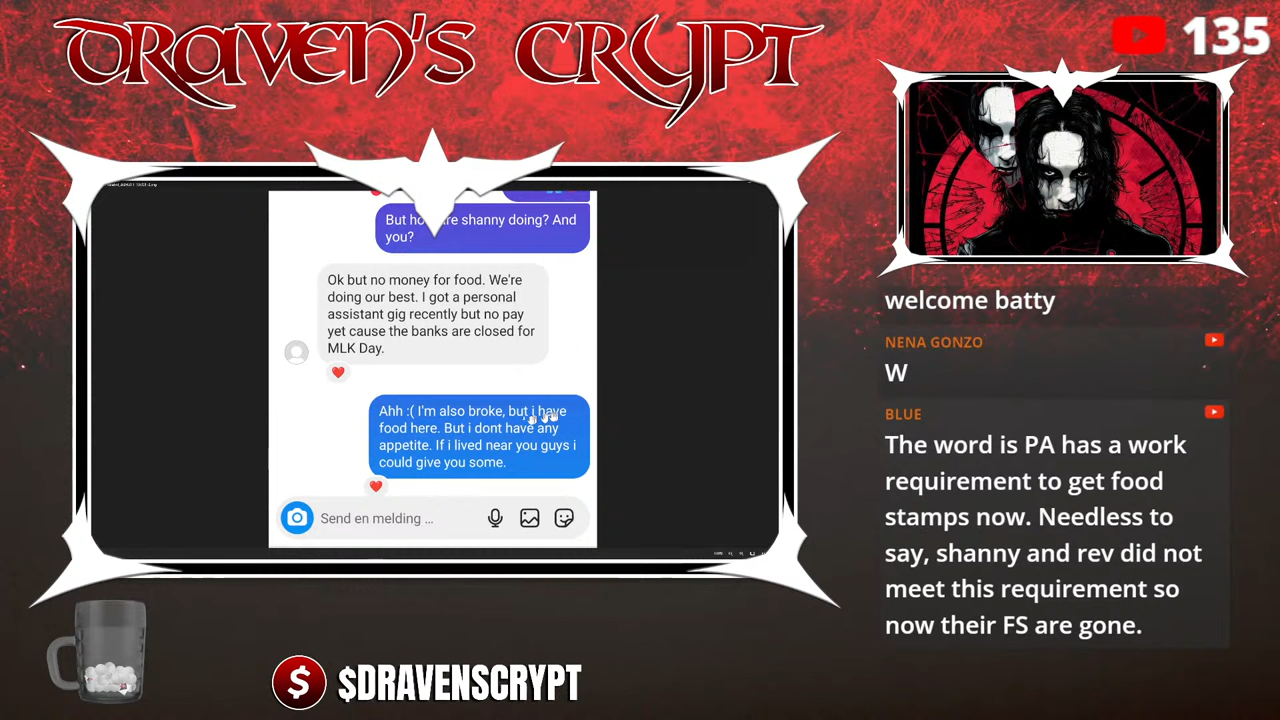 DRAVEN'S CRYPT
135
But how are shanny doing? And
you?
Ok but no money for food. We're
doing our best. I got a personal
assistant gig recently but no pay
yet cause the banks are closed for
MLK Day.
Ahh :( I'm also broke, but i have
food here. But i dont have any
appetite. If i lived near you guys i
could give you some.
Send en melding ...
welcome batty
NENA GONZO
W
BLUE
The word is PA has a work
requirement to get food
stamps now. Needless to
say, shanny and rev did not
meet this requirement so
now their FS are gone.
$ $DRAVENSCRYPT